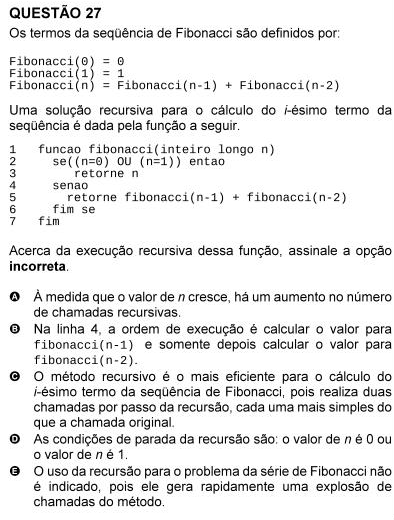 QUESTÃO 27
Os termos da seqüência de Fibonacci são definidos por:
Fibonacci(0) = 0
Fibonacci(1) = 1
Fibonacci(n) = Fibonacci(n-1) + Fibonacci(n-2)
Uma solução recursiva para o cálculo do i-ésimo termo da
seqüência é dada pela função a seguir.
1 funcao fibonacci(inteiro longo n)
2 se((n=0) OU (n=1)) entao
3 retorne n
4 senao
5 retorne fibonacci(n-1) + fibonacci(n-2)
6 fim se
7 fim
Acerca da execução recursiva dessa função, assinale a opção
incorreta.
A À medida que o valor de n cresce, há um aumento no número
de chamadas recursivas.
B Na linha 4, a ordem de execução é calcular o valor para
fibonacci(n-1) e somente depois calcular o valor para
fibonacci(n-2).
C O método recursivo é o mais eficiente para o cálculo do
i-ésimo termo da seqüência de Fibonacci, pois realiza duas
chamadas por passo da recursão, cada uma mais simples do
que a chamada original.
D As condições de parada da recursão são: o valor de n é 0 ou
o valor de n é 1.
E O uso da recursão para o problema da série de Fibonacci não
é indicado, pois ele gera rapidamente uma explosão de
chamadas do método.